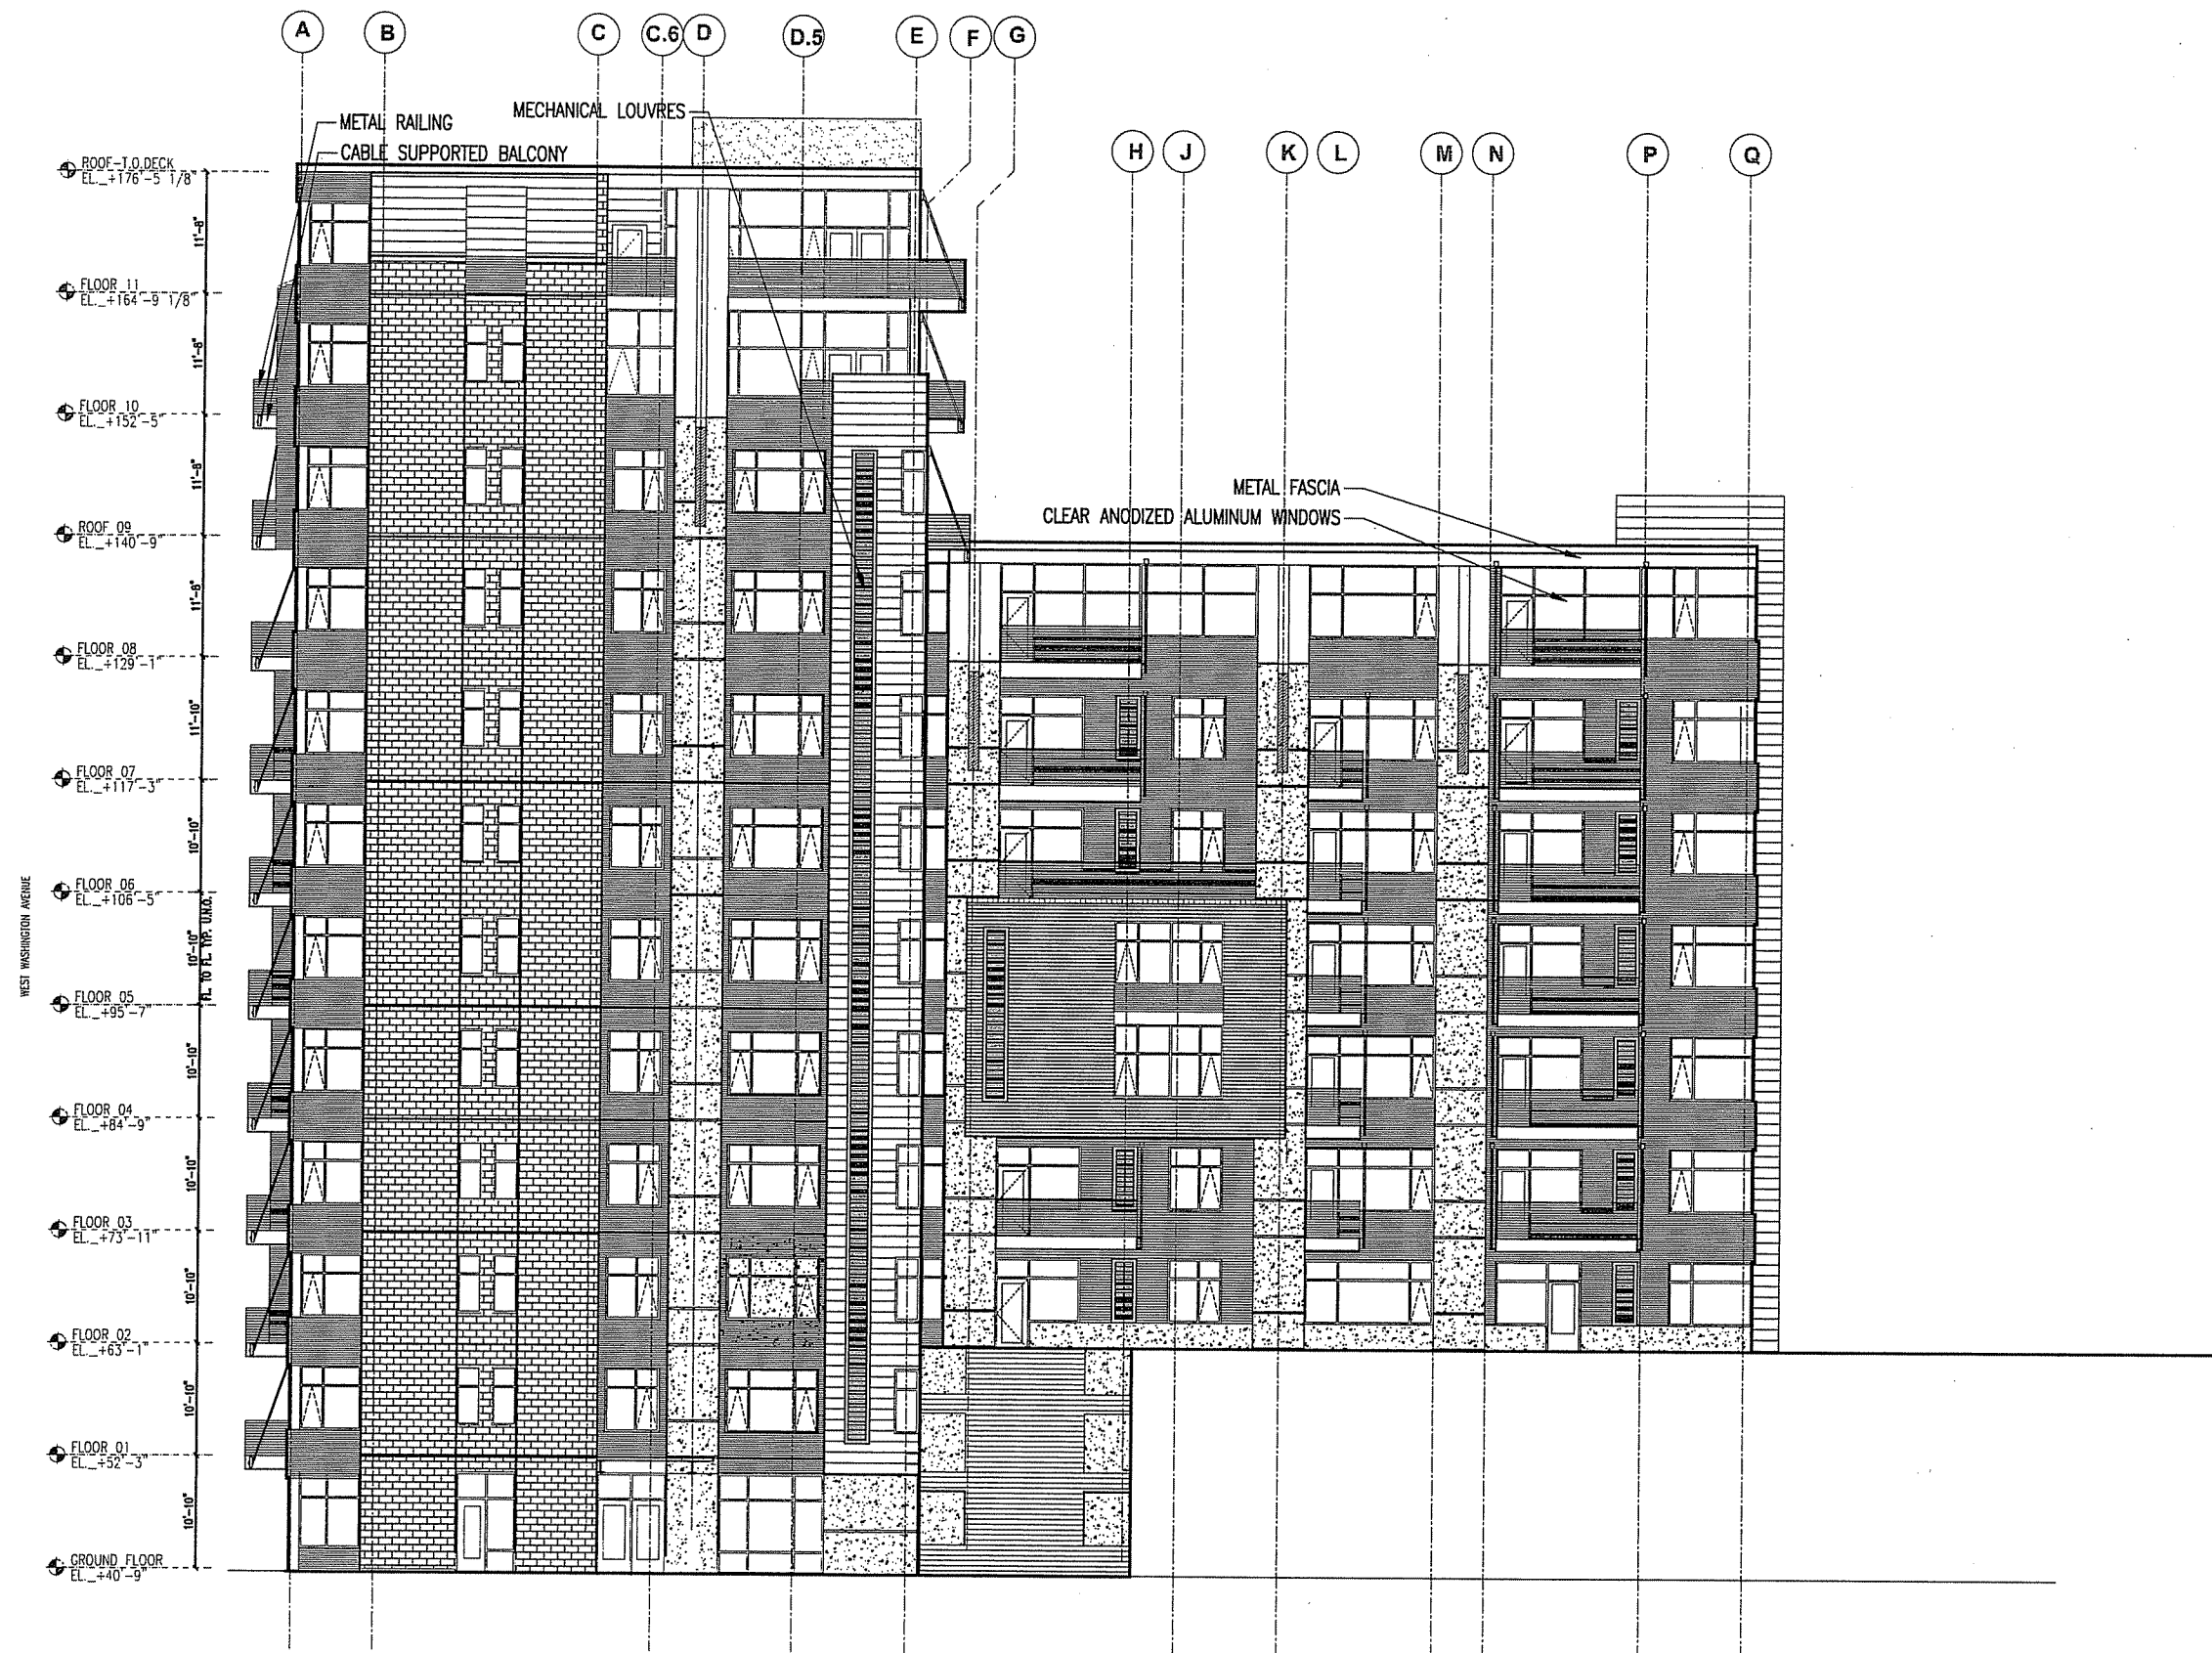 A B C C.6 D D.5 E F G
MECHANICAL LOUVRES
METAL RAILING
CABLE SUPPORTED BALCONY
H J K L M N P Q
ROOF-T.O.DECK
EL._+176'-5 1/8"
11'-8"
FLOOR 11
EL._+164'-9 1/8"
11'-8"
FLOOR 10
EL._+152'-5"
11'-8"
METAL FASCIA
CLEAR ANODIZED ALUMINUM WINDOWS
ROOF 09
EL._+140'-9"
11'-8"
FLOOR 08
EL._+129'-1"
11'-10"
FLOOR 07
EL._+117'-3"
10'-10"
FLOOR 06
EL._+106'-5"
WEST WASHINGTON AVENUE
10'-10"
FL. TO FL. TYP. U.N.O.
FLOOR 05
EL._+95'-7"
10'-10"
FLOOR 04
EL._+84'-9"
10'-10"
FLOOR 03
EL._+73'-11"
10'-10"
FLOOR 02
EL._+63'-1"
10'-10"
FLOOR 01
EL._+52'-3"
10'-10"
GROUND FLOOR
EL._+40'-9"